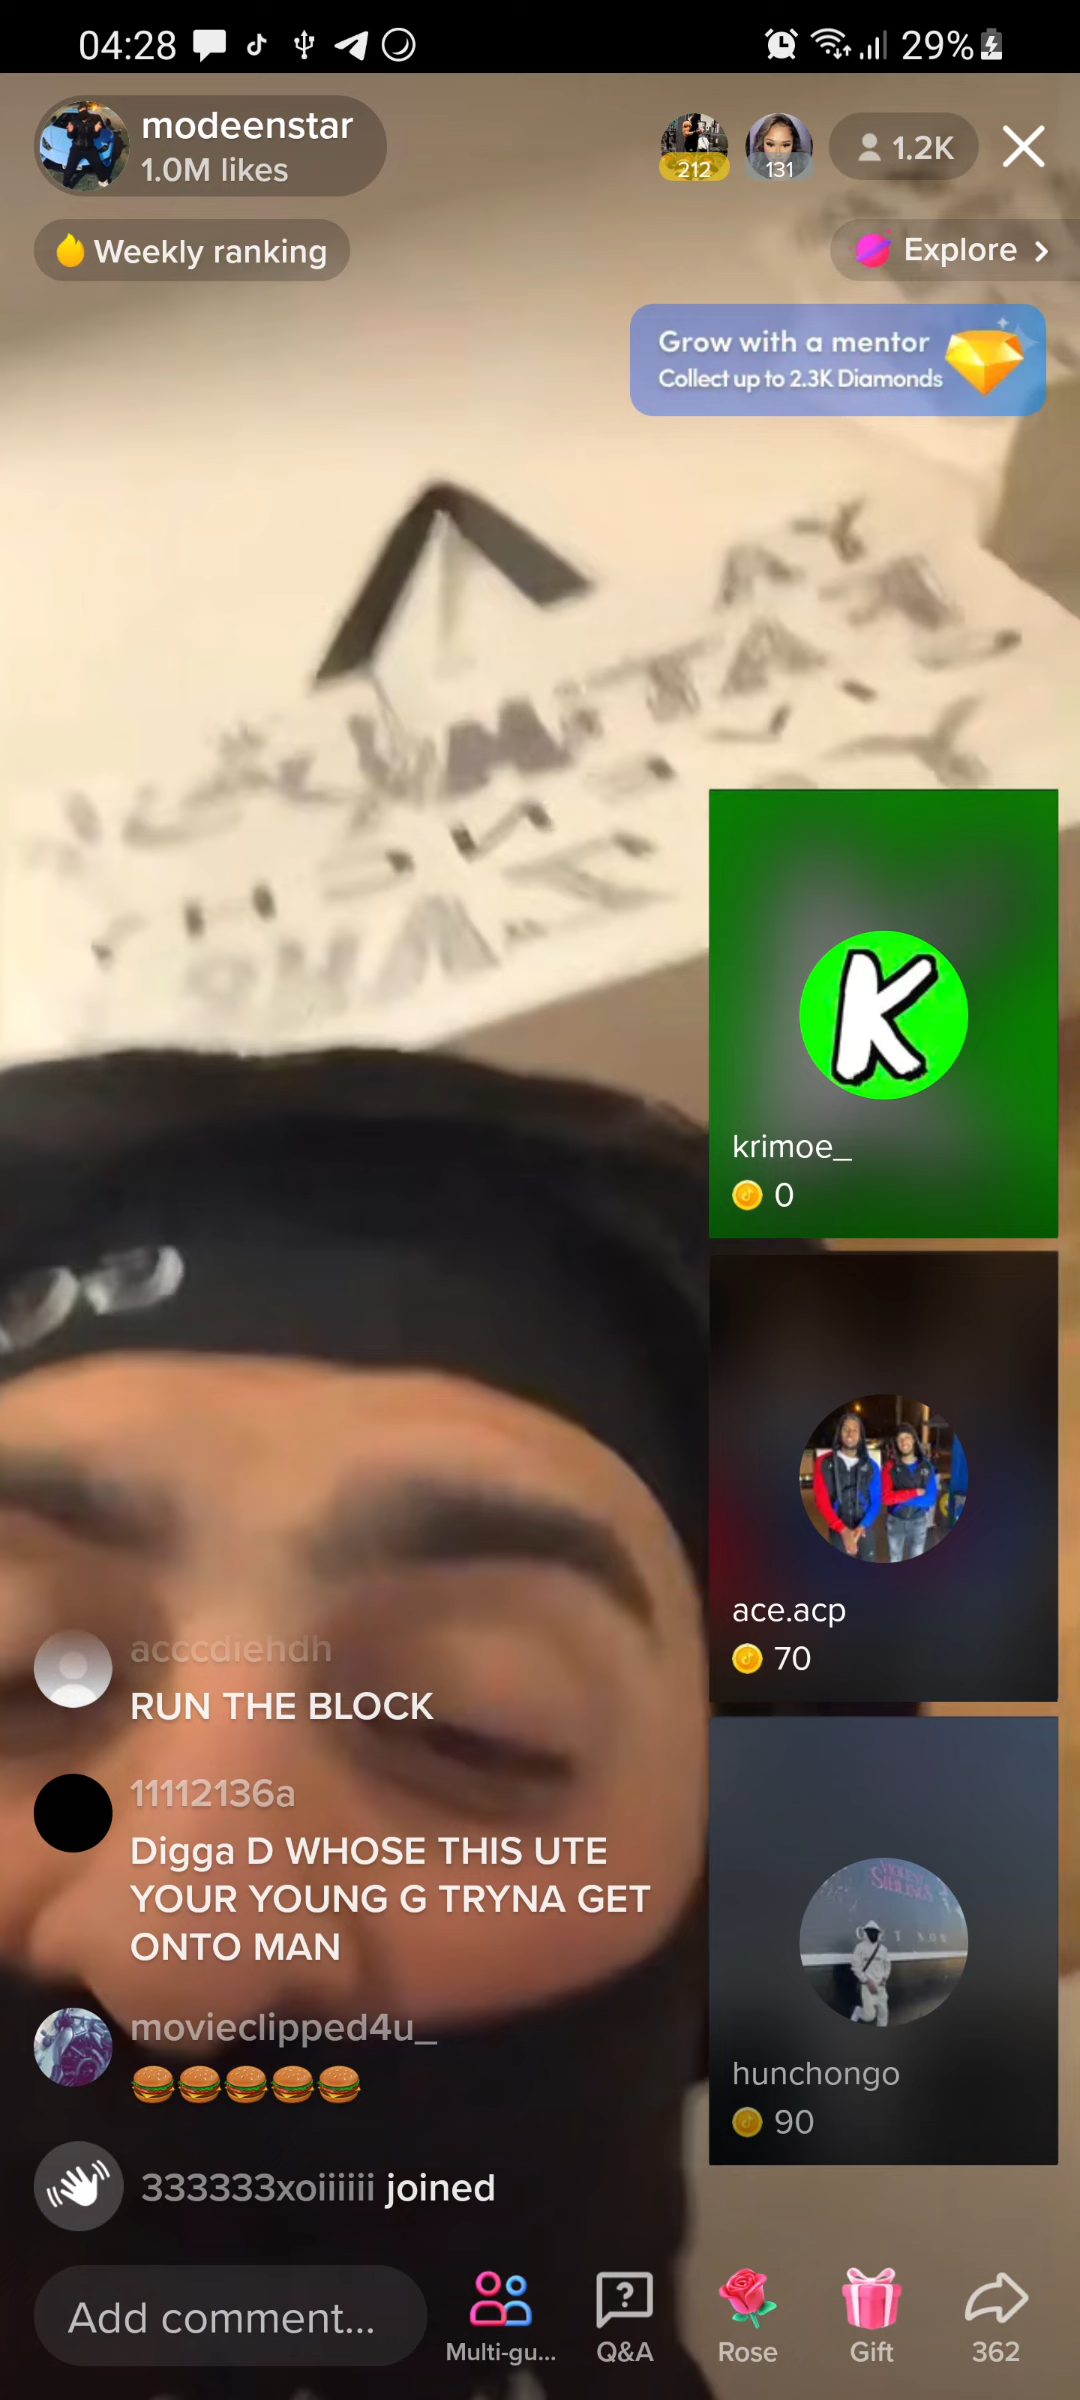 04:28
29%
modeenstar
1.0M likes
212
131
1.2K
Weekly ranking
Explore
Grow with a mentor
Collect up to 2.3K Diamonds
K
krimoe_
0
ace.acp
70
acccdiehdh
RUN THE BLOCK
11112136a
Digga D WHOSE THIS UTE
YOUR YOUNG G TRYNA GET
ONTO MAN
movieclipped4u_
hunchongo
90
333333xoiiiiii joined
Add comment...
Multi-gu...
Q&A
Rose
Gift
362